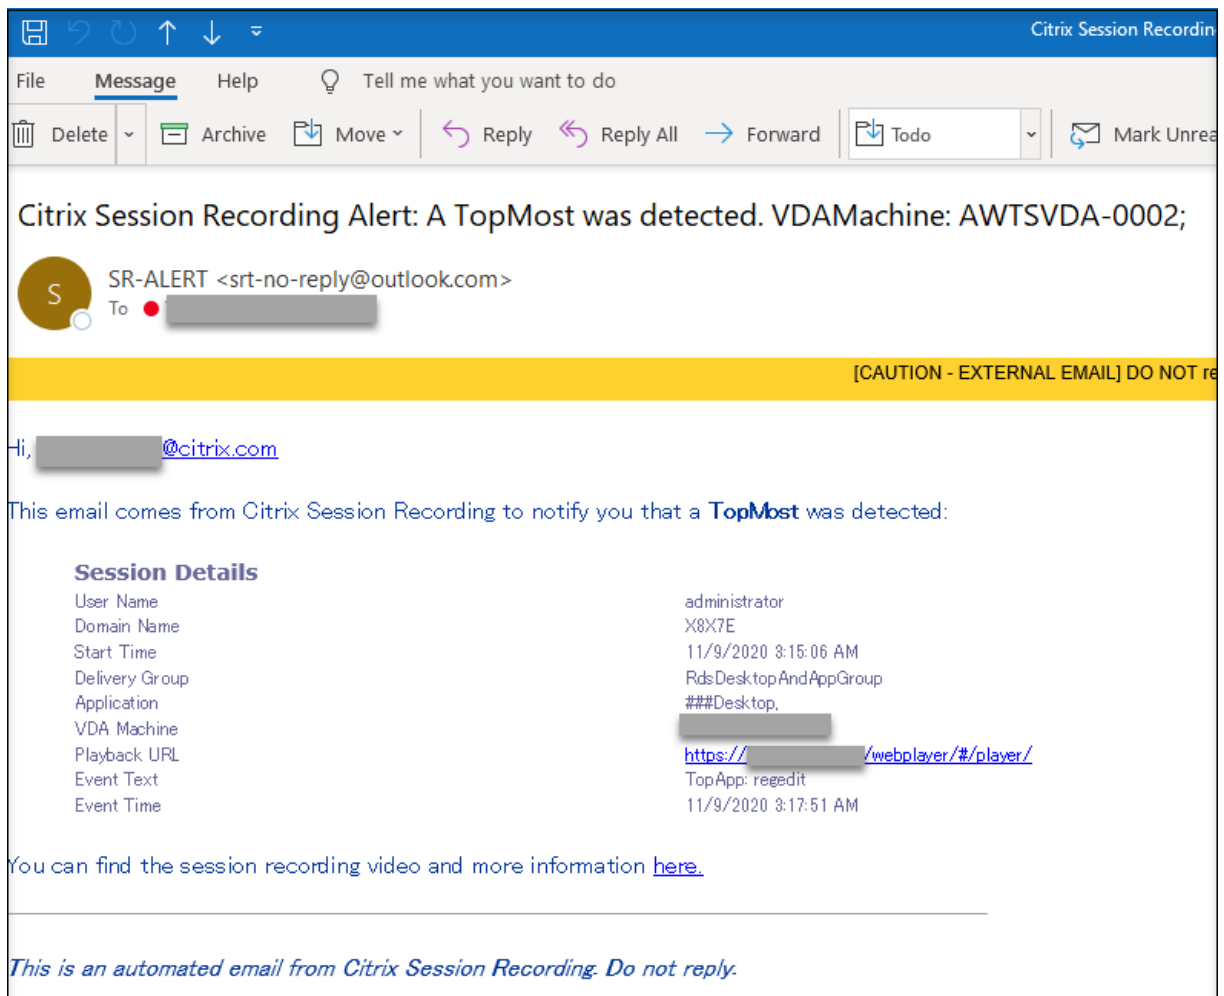 Citrix Session Recordin
File Message Help Tell me what you want to do
Delete Archive Move Reply Reply All Forward Todo Mark Unrea
Citrix Session Recording Alert: A TopMost was detected. VDAMachine: AWTSVDA-0002;
S
SR-ALERT <srt-no-reply@outlook.com>
To
[CAUTION - EXTERNAL EMAIL] DO NOT re
Hi, @citrix.com
This email comes from Citrix Session Recording to notify you that a TopMost was detected:
Session Details
User Name administrator
Domain Name X8X7E
Start Time 11/9/2020 3:15:06 AM
Delivery Group RdsDesktopAndAppGroup
Application ###Desktop,
VDA Machine
Playback URL https:// /webplayer/#/player/
Event Text TopApp: regedit
Event Time 11/9/2020 3:17:51 AM
You can find the session recording video and more information here.
This is an automated email from Citrix Session Recording. Do not reply.